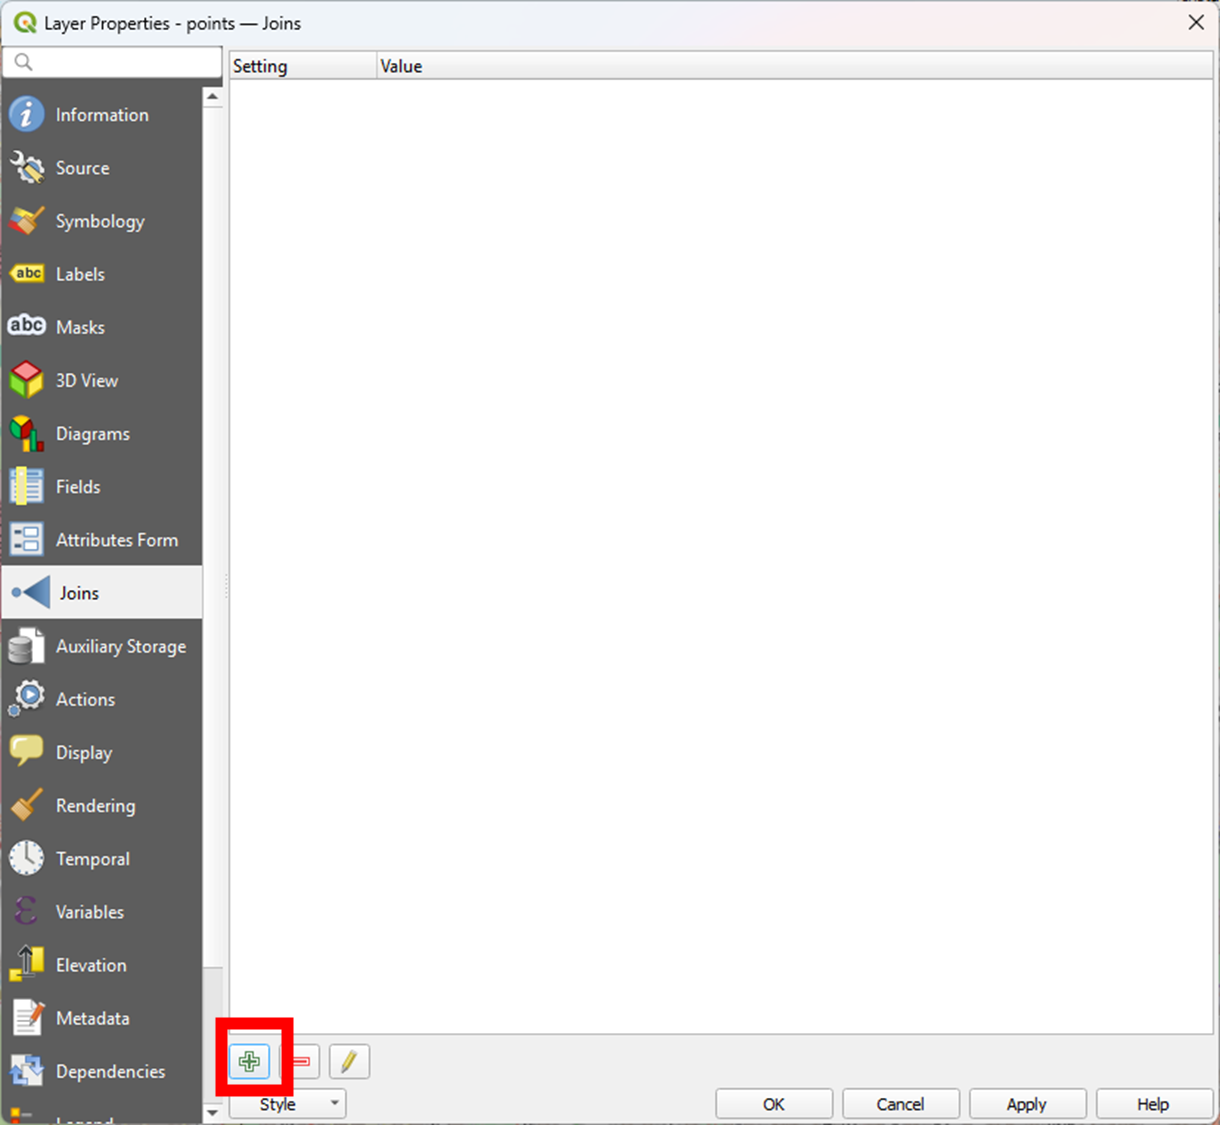 Layer Properties - points — Joins
Setting
Value
Information
Source
Symbology
abc
Labels
abc
Masks
3D View
Diagrams
Fields
Attributes Form
Joins
Auxiliary Storage
Actions
Display
Rendering
Temporal
ε
Variables
Elevation
Metadata
Dependencies
Legend
Style
OK
Cancel
Apply
Help